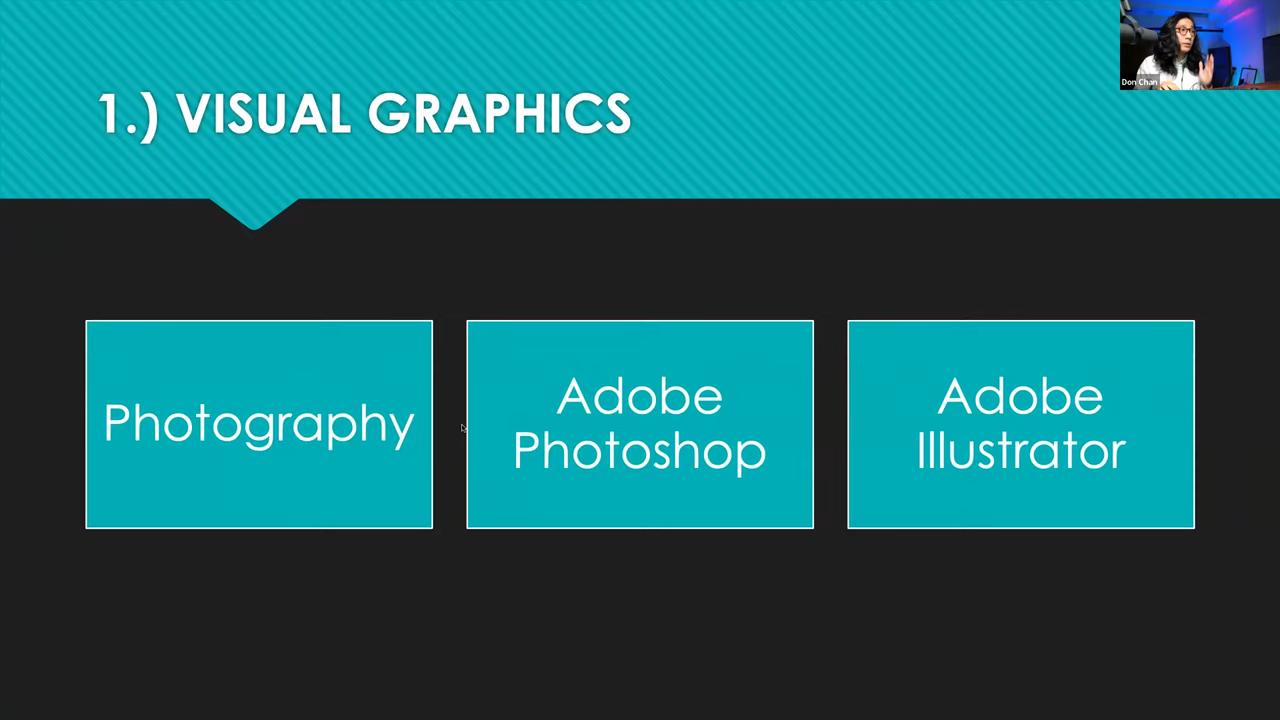 1.) VISUAL GRAPHICS
Don Chan
Photography
Adobe
Photoshop
Adobe
Illustrator